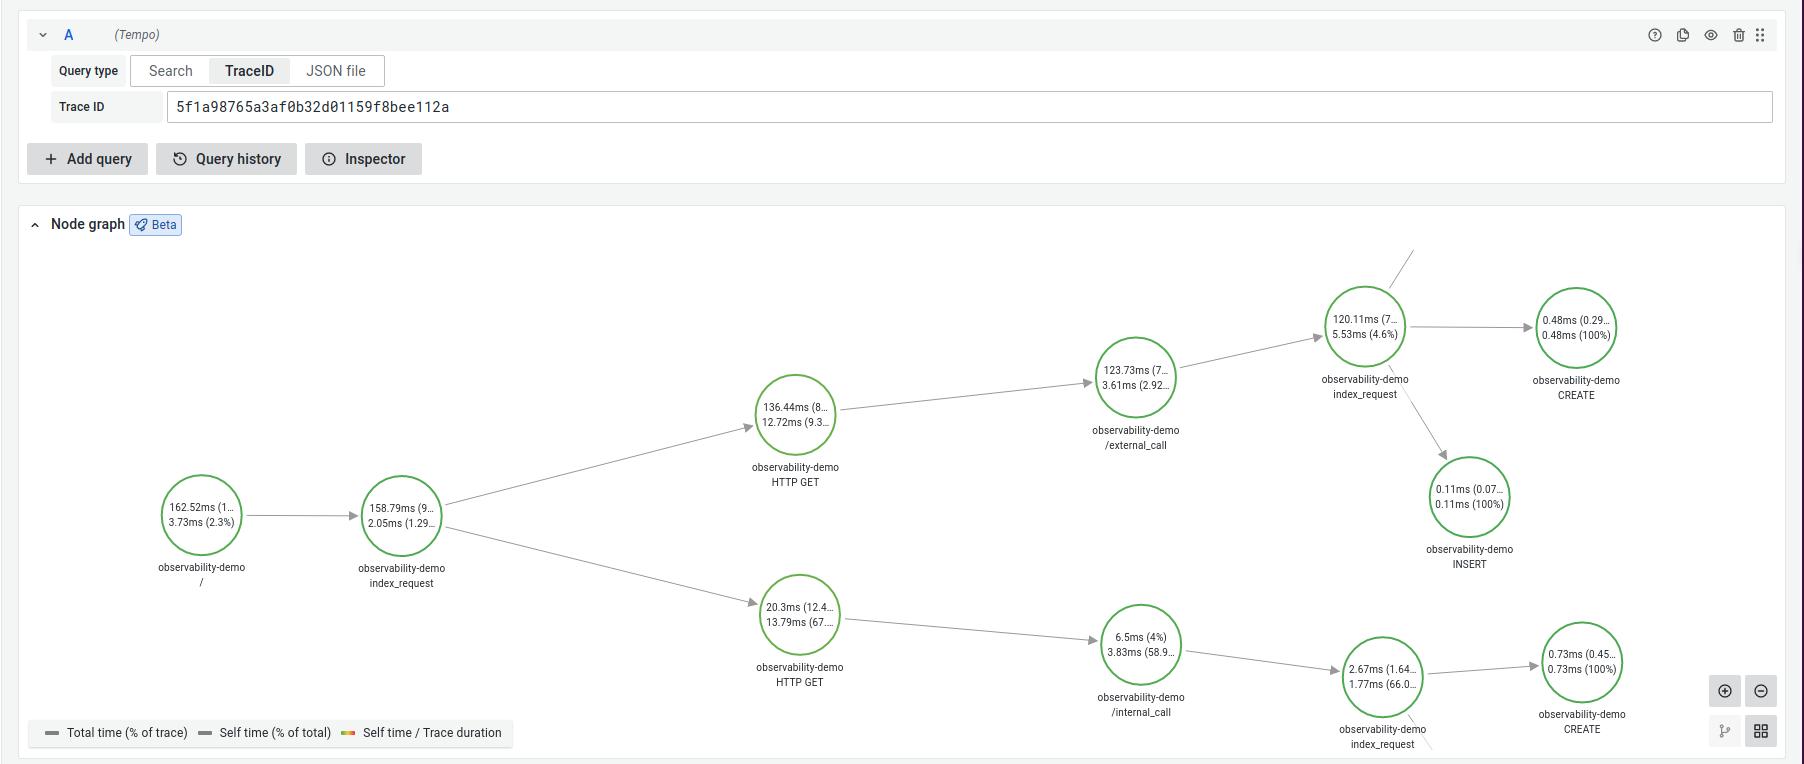 A (Tempo)
Query type Search TraceID JSON file
Trace ID 5f1a98765a3af0b32d01159f8bee112a
+ Add query Query history Inspector
Node graph Beta
120.11ms (7…
5.53ms (4.6%)
observability-demo
index_request
0.48ms (0.29…
0.48ms (100%)
observability-demo
CREATE
123.73ms (7…
3.61ms (2.92…
observability-demo
/external_call
136.44ms (8…
12.72ms (9.3…
observability-demo
HTTP GET
0.11ms (0.07…
0.11ms (100%)
observability-demo
INSERT
162.52ms (1…
3.73ms (2.3%)
observability-demo
/
158.79ms (9…
2.05ms (1.29…
observability-demo
index_request
20.3ms (12.4…
13.79ms (67.…
observability-demo
HTTP GET
6.5ms (4%)
3.83ms (58.9…
observability-demo
/internal_call
2.67ms (1.64…
1.77ms (66.0…
observability-demo
index_request
0.73ms (0.45…
0.73ms (100%)
observability-demo
CREATE
Total time (% of trace) Self time (% of total) Self time / Trace duration